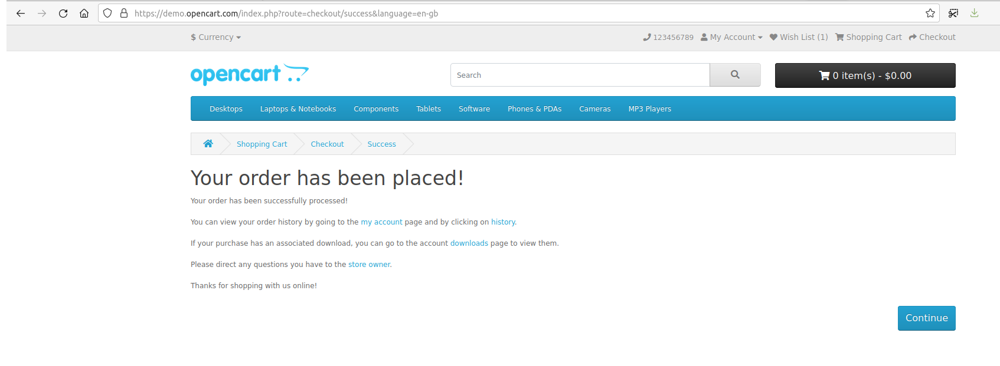 https://demo.opencart.com/index.php?route=checkout/success&language=en-gb
$ Currency 123456789 My Account Wish List (1) Shopping Cart Checkout
opencart Search 0 item(s) - $0.00
Desktops Laptops & Notebooks Components Tablets Software Phones & PDAs Cameras MP3 Players
Shopping Cart Checkout Success
Your order has been placed!
Your order has been successfully processed!
You can view your order history by going to the my account page and by clicking on history.
If your purchase has an associated download, you can go to the account downloads page to view them.
Please direct any questions you have to the store owner.
Thanks for shopping with us online!
Continue